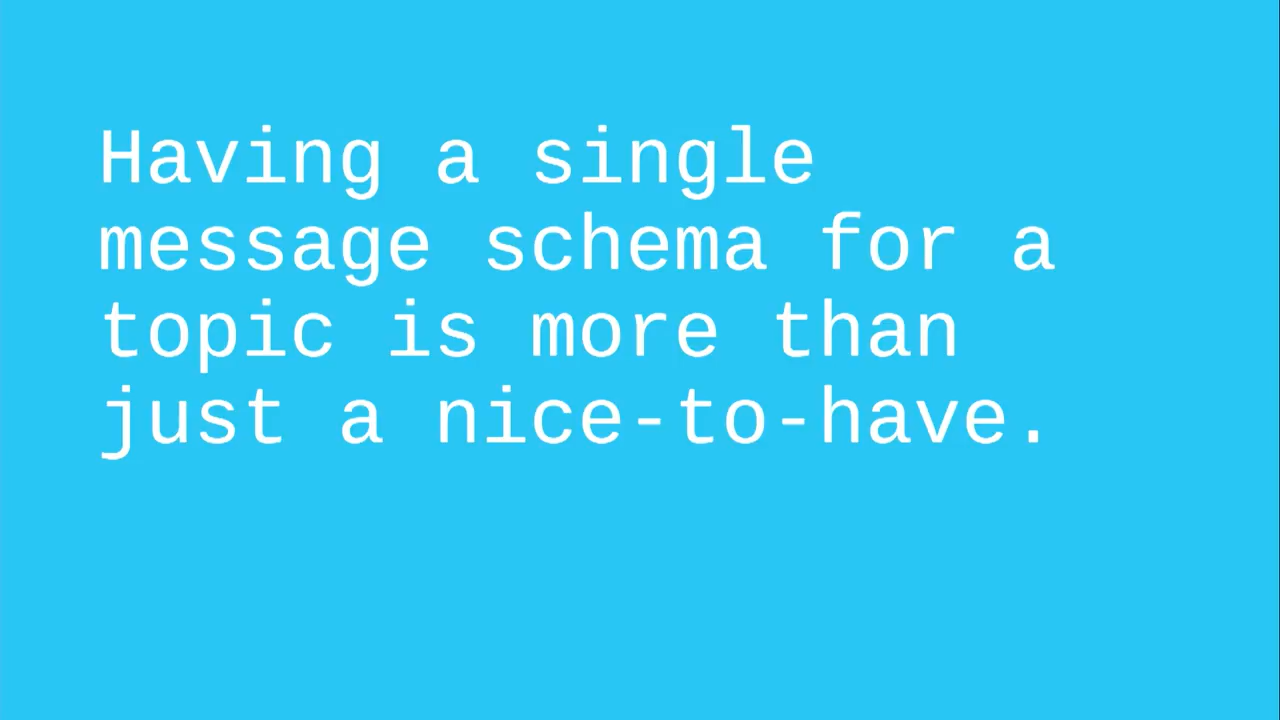 Having a single
message schema for a
topic is more than
just a nice-to-have.